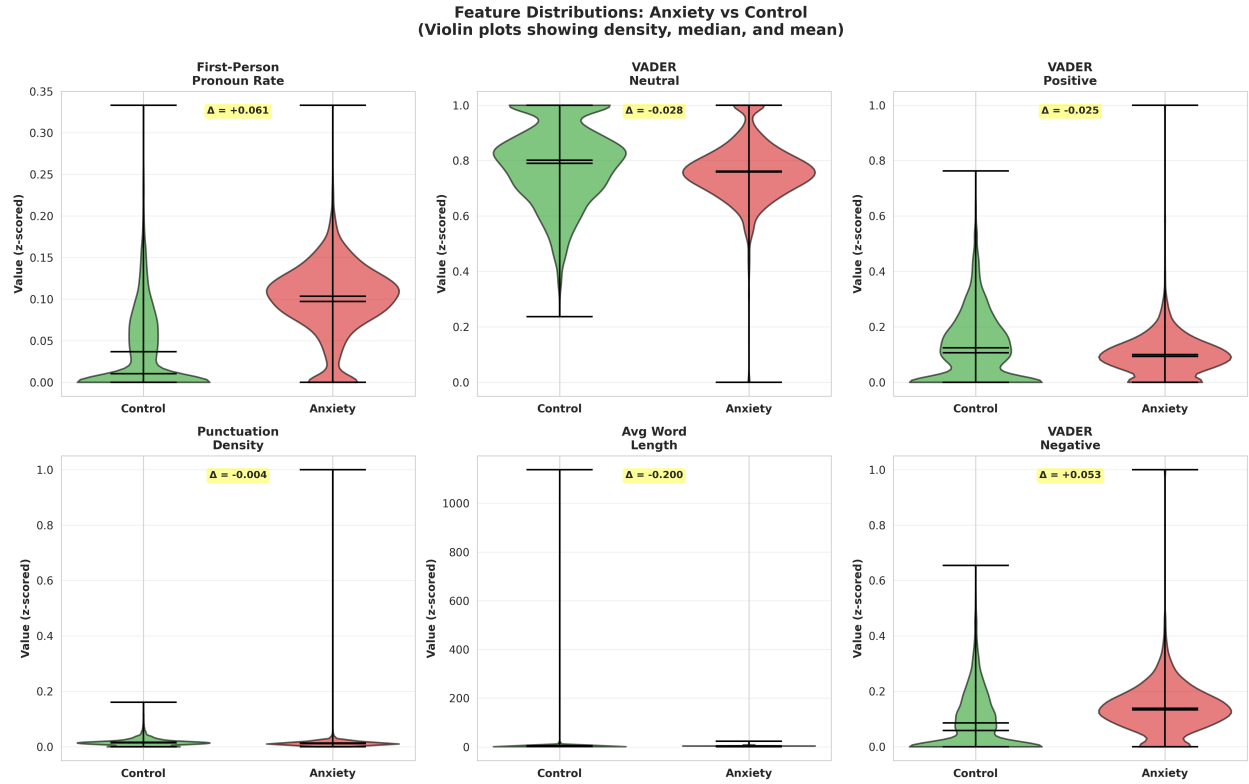 Feature Distributions: Anxiety vs Control
(Violin plots showing density, median, and mean)
First-Person
Pronoun Rate
Value (z-scored)
0.35
0.30
0.25
0.20
0.15
0.10
0.05
0.00
Δ = +0.061
Control
Anxiety
VADER
Neutral
Value (z-scored)
1.0
0.8
0.6
0.4
0.2
0.0
Δ = -0.028
Control
Anxiety
VADER
Positive
Value (z-scored)
1.0
0.8
0.6
0.4
0.2
0.0
Δ = -0.025
Control
Anxiety
Punctuation
Density
Value (z-scored)
1.0
0.8
0.6
0.4
0.2
0.0
Δ = -0.004
Control
Anxiety
Avg Word
Length
Value (z-scored)
1000
800
600
400
200
0
Δ = -0.200
Control
Anxiety
VADER
Negative
Value (z-scored)
1.0
0.8
0.6
0.4
0.2
0.0
Δ = +0.053
Control
Anxiety